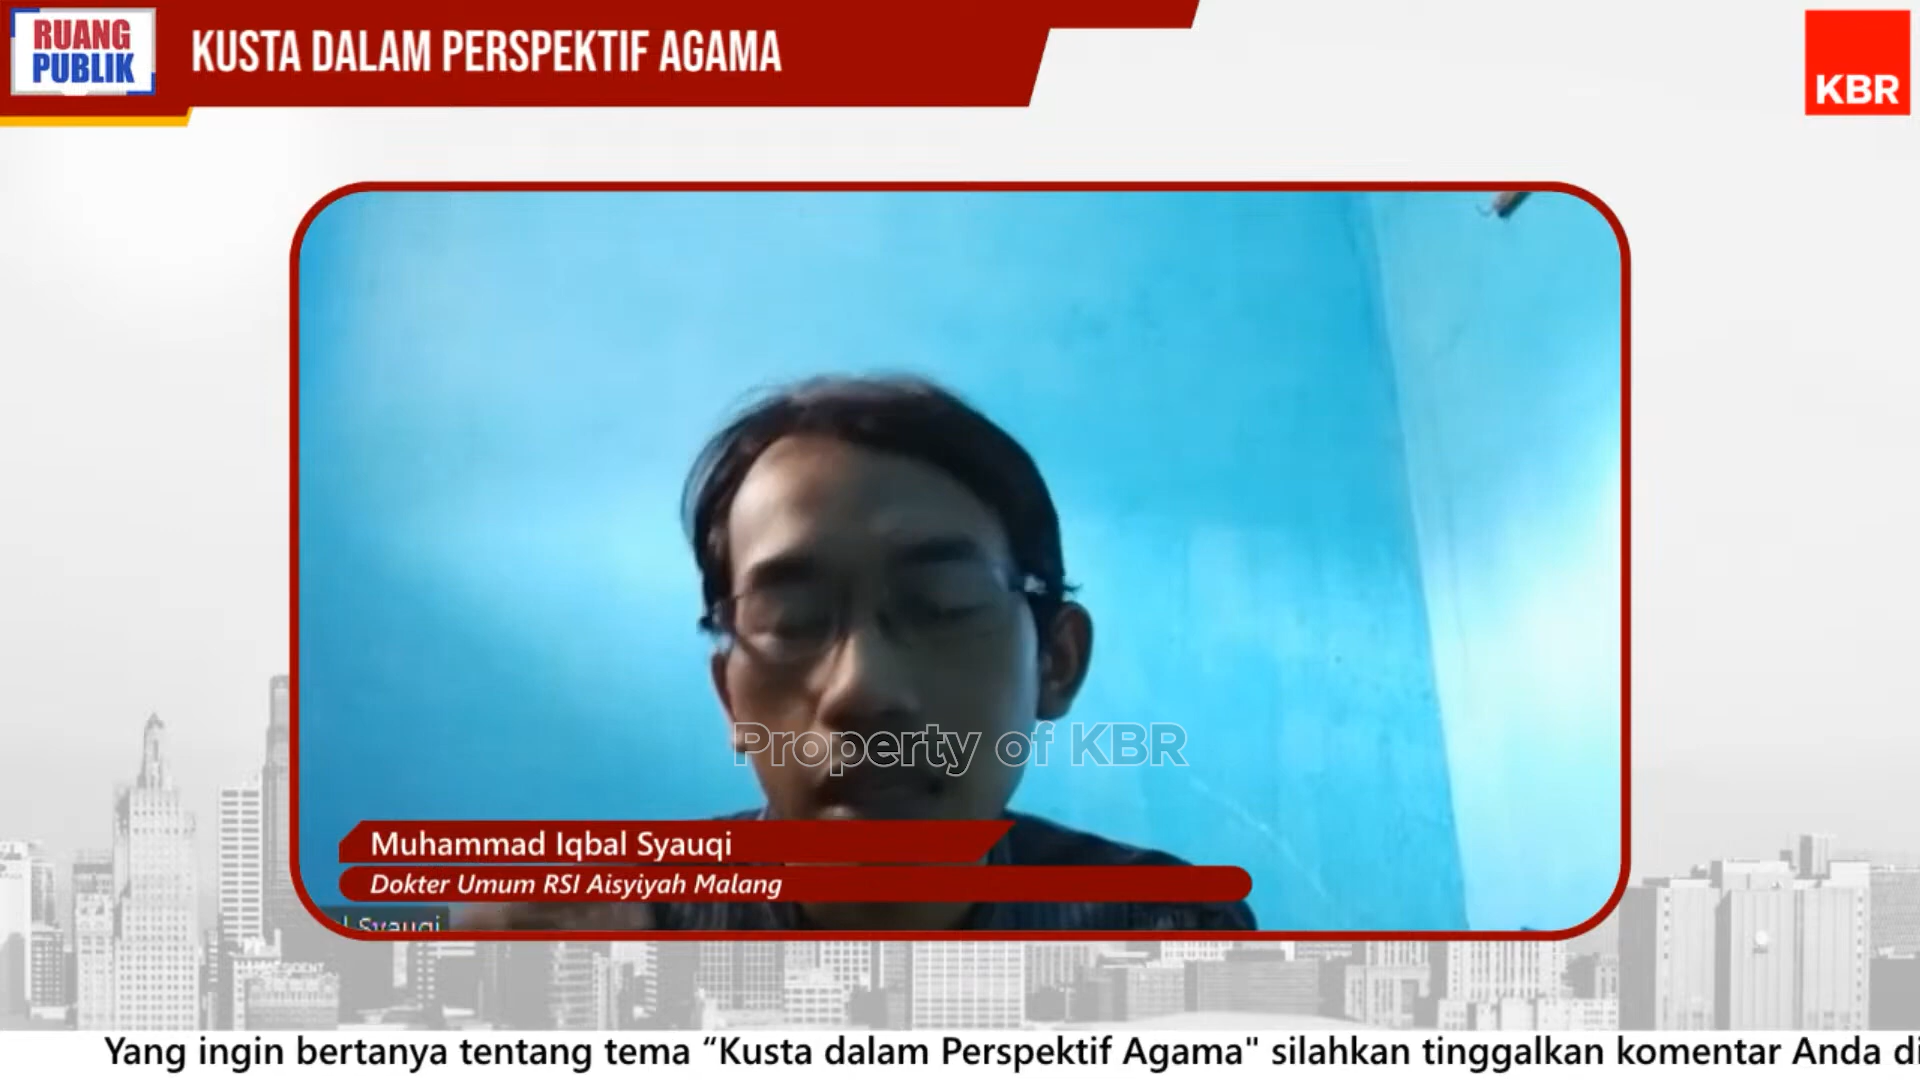 RUANG
PUBLIK
KUSTA DALAM PERSPEKTIF AGAMA
KBR
Property of KBR
Muhammad Iqbal Syauqi
Dokter Umum RSI Aisyiyah Malang
Syauqi
Yang ingin bertanya tentang tema “Kusta dalam Perspektif Agama" silahkan tinggalkan komentar Anda di